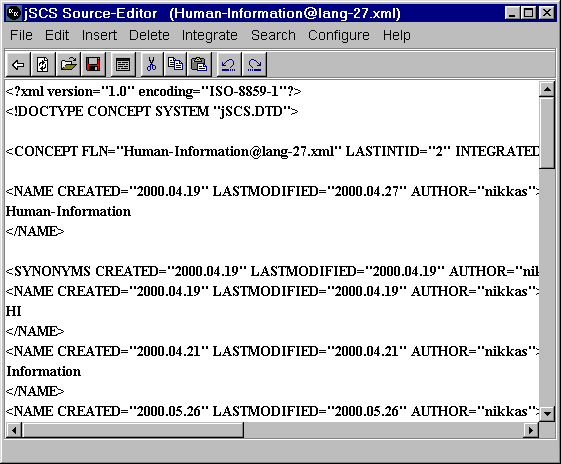 jSCS Source-Editor (Human-Information@lang-27.xml)
File Edit Insert Delete Integrate Search Configure Help
<?xml version="1.0" encoding="ISO-8859-1"?>
<!DOCTYPE CONCEPT SYSTEM "jSCS.DTD">
<CONCEPT FLN="Human-Information@lang-27.xml" LASTINTID="2" INTEGRATED
<NAME CREATED="2000.04.19" LASTMODIFIED="2000.04.27" AUTHOR="nikkas">
Human-Information
</NAME>
<SYNONYMS CREATED="2000.04.19" LASTMODIFIED="2000.04.19" AUTHOR="nik
<NAME CREATED="2000.04.19" LASTMODIFIED="2000.04.19" AUTHOR="nikkas">
HI
</NAME>
<NAME CREATED="2000.04.21" LASTMODIFIED="2000.04.21" AUTHOR="nikkas">
Information
</NAME>
<NAME CREATED="2000.05.26" LASTMODIFIED="2000.05.26" AUTHOR="nikkas">